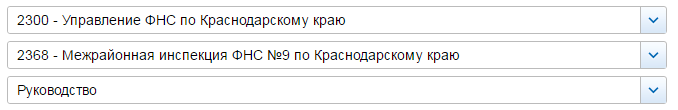 2300 - Управление ФНС по Краснодарскому краю
2368 - Межрайонная инспекция ФНС №9 по Краснодарскому краю
Руководство